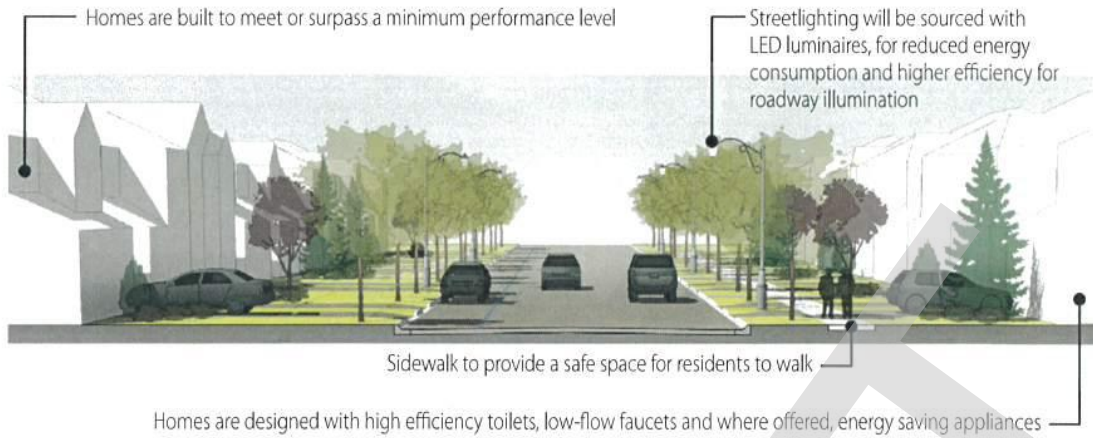 Homes are built to meet or surpass a minimum performance level
Streetlighting will be sourced with
LED luminaires, for reduced energy
consumption and higher efficiency for
roadway illumination
Sidewalk to provide a safe space for residents to walk
Homes are designed with high efficiency toilets, low-flow faucets and where offered, energy saving appliances